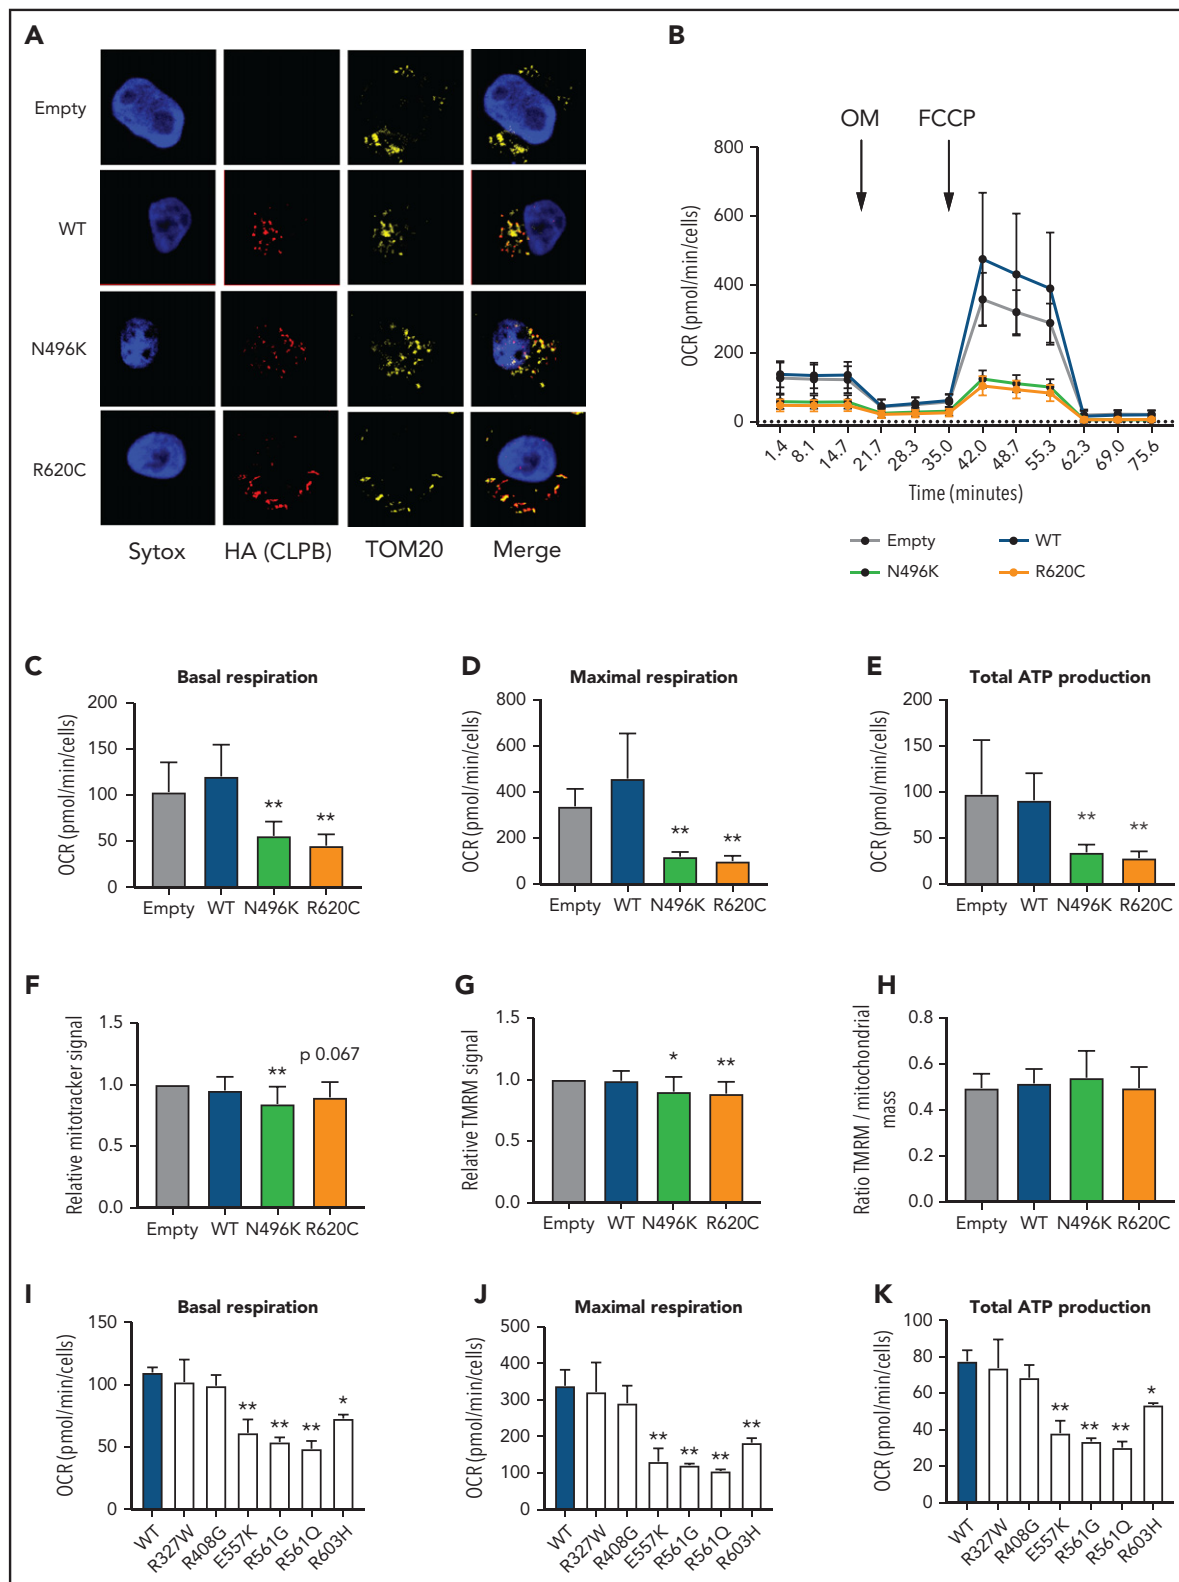 A
Empty
WT
N496K
R620C
Sytox HA (CLPB) TOM20 Merge
B
OM FCCP
OCR (pmol/min/cells)
800
600
400
200
0
1.4 8.1 14.7 21.7 28.3 35.0 42.0 48.7 55.3 62.3 69.0 75.6
Time (minutes)
Empty WT
N496K R620C
C
Basal respiration
OCR (pmol/min/cells)
200
150
100
50
0
** **
Empty WT N496K R620C
D
Maximal respiration
OCR (pmol/min/cells)
800
600
400
200
0
** **
Empty WT N496K R620C
E
Total ATP production
OCR (pmol/min/cells)
200
150
100
50
0
** **
Empty WT N496K R620C
F
Relative mitotracker signal
1.5
1.0
0.5
0.0
** p 0.067
Empty WT N496K R620C
G
Relative TMRM signal
1.5
1.0
0.5
0.0
* **
Empty WT N496K R620C
H
Ratio TMRM / mitochondrial
mass
0.8
0.6
0.4
0.2
0.0
Empty WT N496K R620C
I
Basal respiration
OCR (pmol/min/cells)
150
100
50
0
** ** ** *
WT R327W R408G E557K R561G R561Q R603H
J
Maximal respiration
OCR (pmol/min/cells)
500
400
300
200
100
0
** ** ** **
WT R327W R408G E557K R561G R561Q R603H
K
Total ATP production
OCR (pmol/min/cells)
100
80
60
40
20
0
** ** ** *
WT R327W R408G E557K R561G R561Q R603H